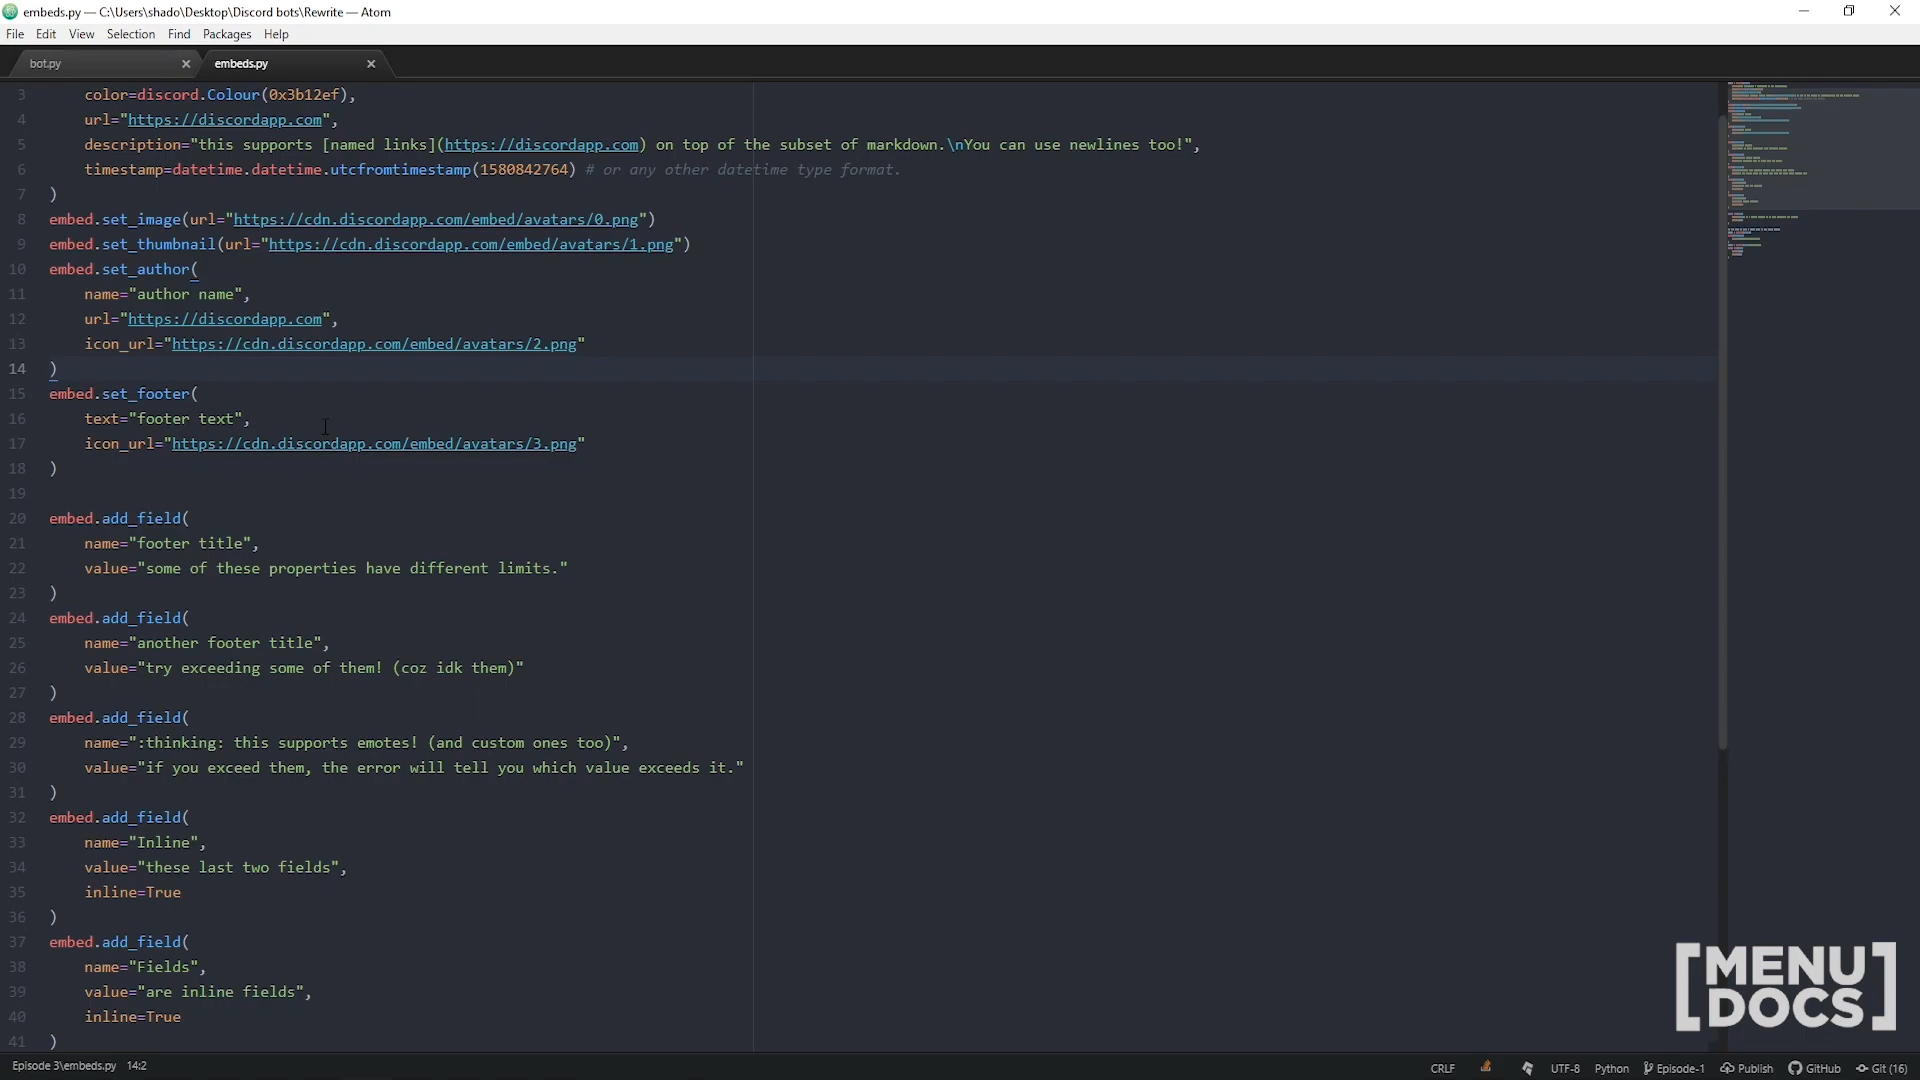 embeds.py — C:\Users\shado\Desktop\Discord bots\Rewrite — Atom
File Edit View Selection Find Packages Help
bot.py
embeds.py
3 color=discord.Colour(0x3b12ef),
4 url="https://discordapp.com",
5 description="this supports [named links](https://discordapp.com) on top of the subset of markdown.\nYou can use newlines too!",
6 timestamp=datetime.datetime.utcfromtimestamp(1580842764) # or any other datetime type format.
7 )
8 embed.set_image(url="https://cdn.discordapp.com/embed/avatars/0.png")
9 embed.set_thumbnail(url="https://cdn.discordapp.com/embed/avatars/1.png")
10 embed.set_author(
11 name="author name",
12 url="https://discordapp.com",
13 icon_url="https://cdn.discordapp.com/embed/avatars/2.png"
14 )
15 embed.set_footer(
16 text="footer text",
17 icon_url="https://cdn.discordapp.com/embed/avatars/3.png"
18 )
19
20 embed.add_field(
21 name="footer title",
22 value="some of these properties have different limits."
23 )
24 embed.add_field(
25 name="another footer title",
26 value="try exceeding some of them! (coz idk them)"
27 )
28 embed.add_field(
29 name=":thinking: this supports emotes! (and custom ones too)",
30 value="if you exceed them, the error will tell you which value exceeds it."
31 )
32 embed.add_field(
33 name="Inline",
34 value="these last two fields",
35 inline=True
36 )
37 embed.add_field(
38 name="Fields",
39 value="are inline fields",
40 inline=True
41 )
[MENU
DOCS]
Episode 3\embeds.py 14:2
CRLF UTF-8 Python Episode-1 Publish GitHub Git (16)